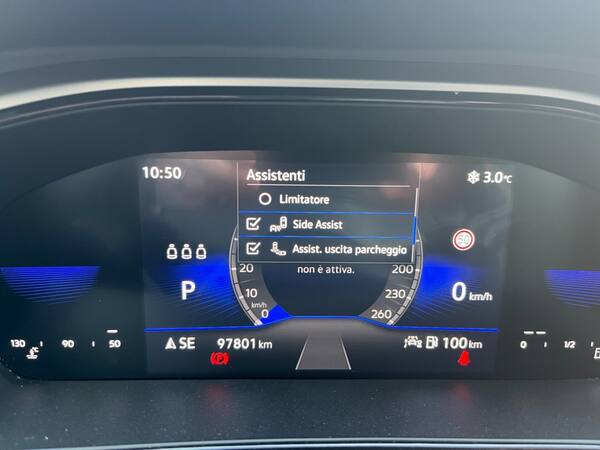 10:50
Assistenti
3.0°C
Limitatore
Side Assist
Assist. uscita parcheggio
50
non è attiva.
20
200
P
10
230
0 km/h
km/h
0
260
130
°C
90
50
SE
97801 km
100 km
0
1/2
(P)